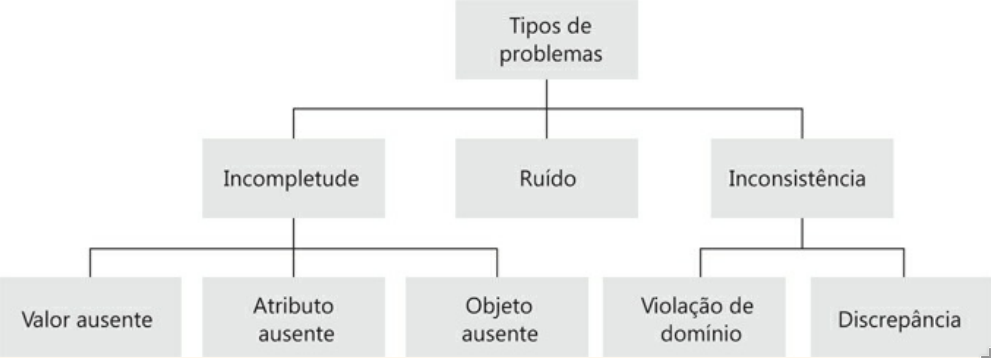 Tipos de
problemas
Incompletude
Ruído
Inconsistência
Valor ausente
Atributo
ausente
Objeto
ausente
Violação de
domínio
Discrepância